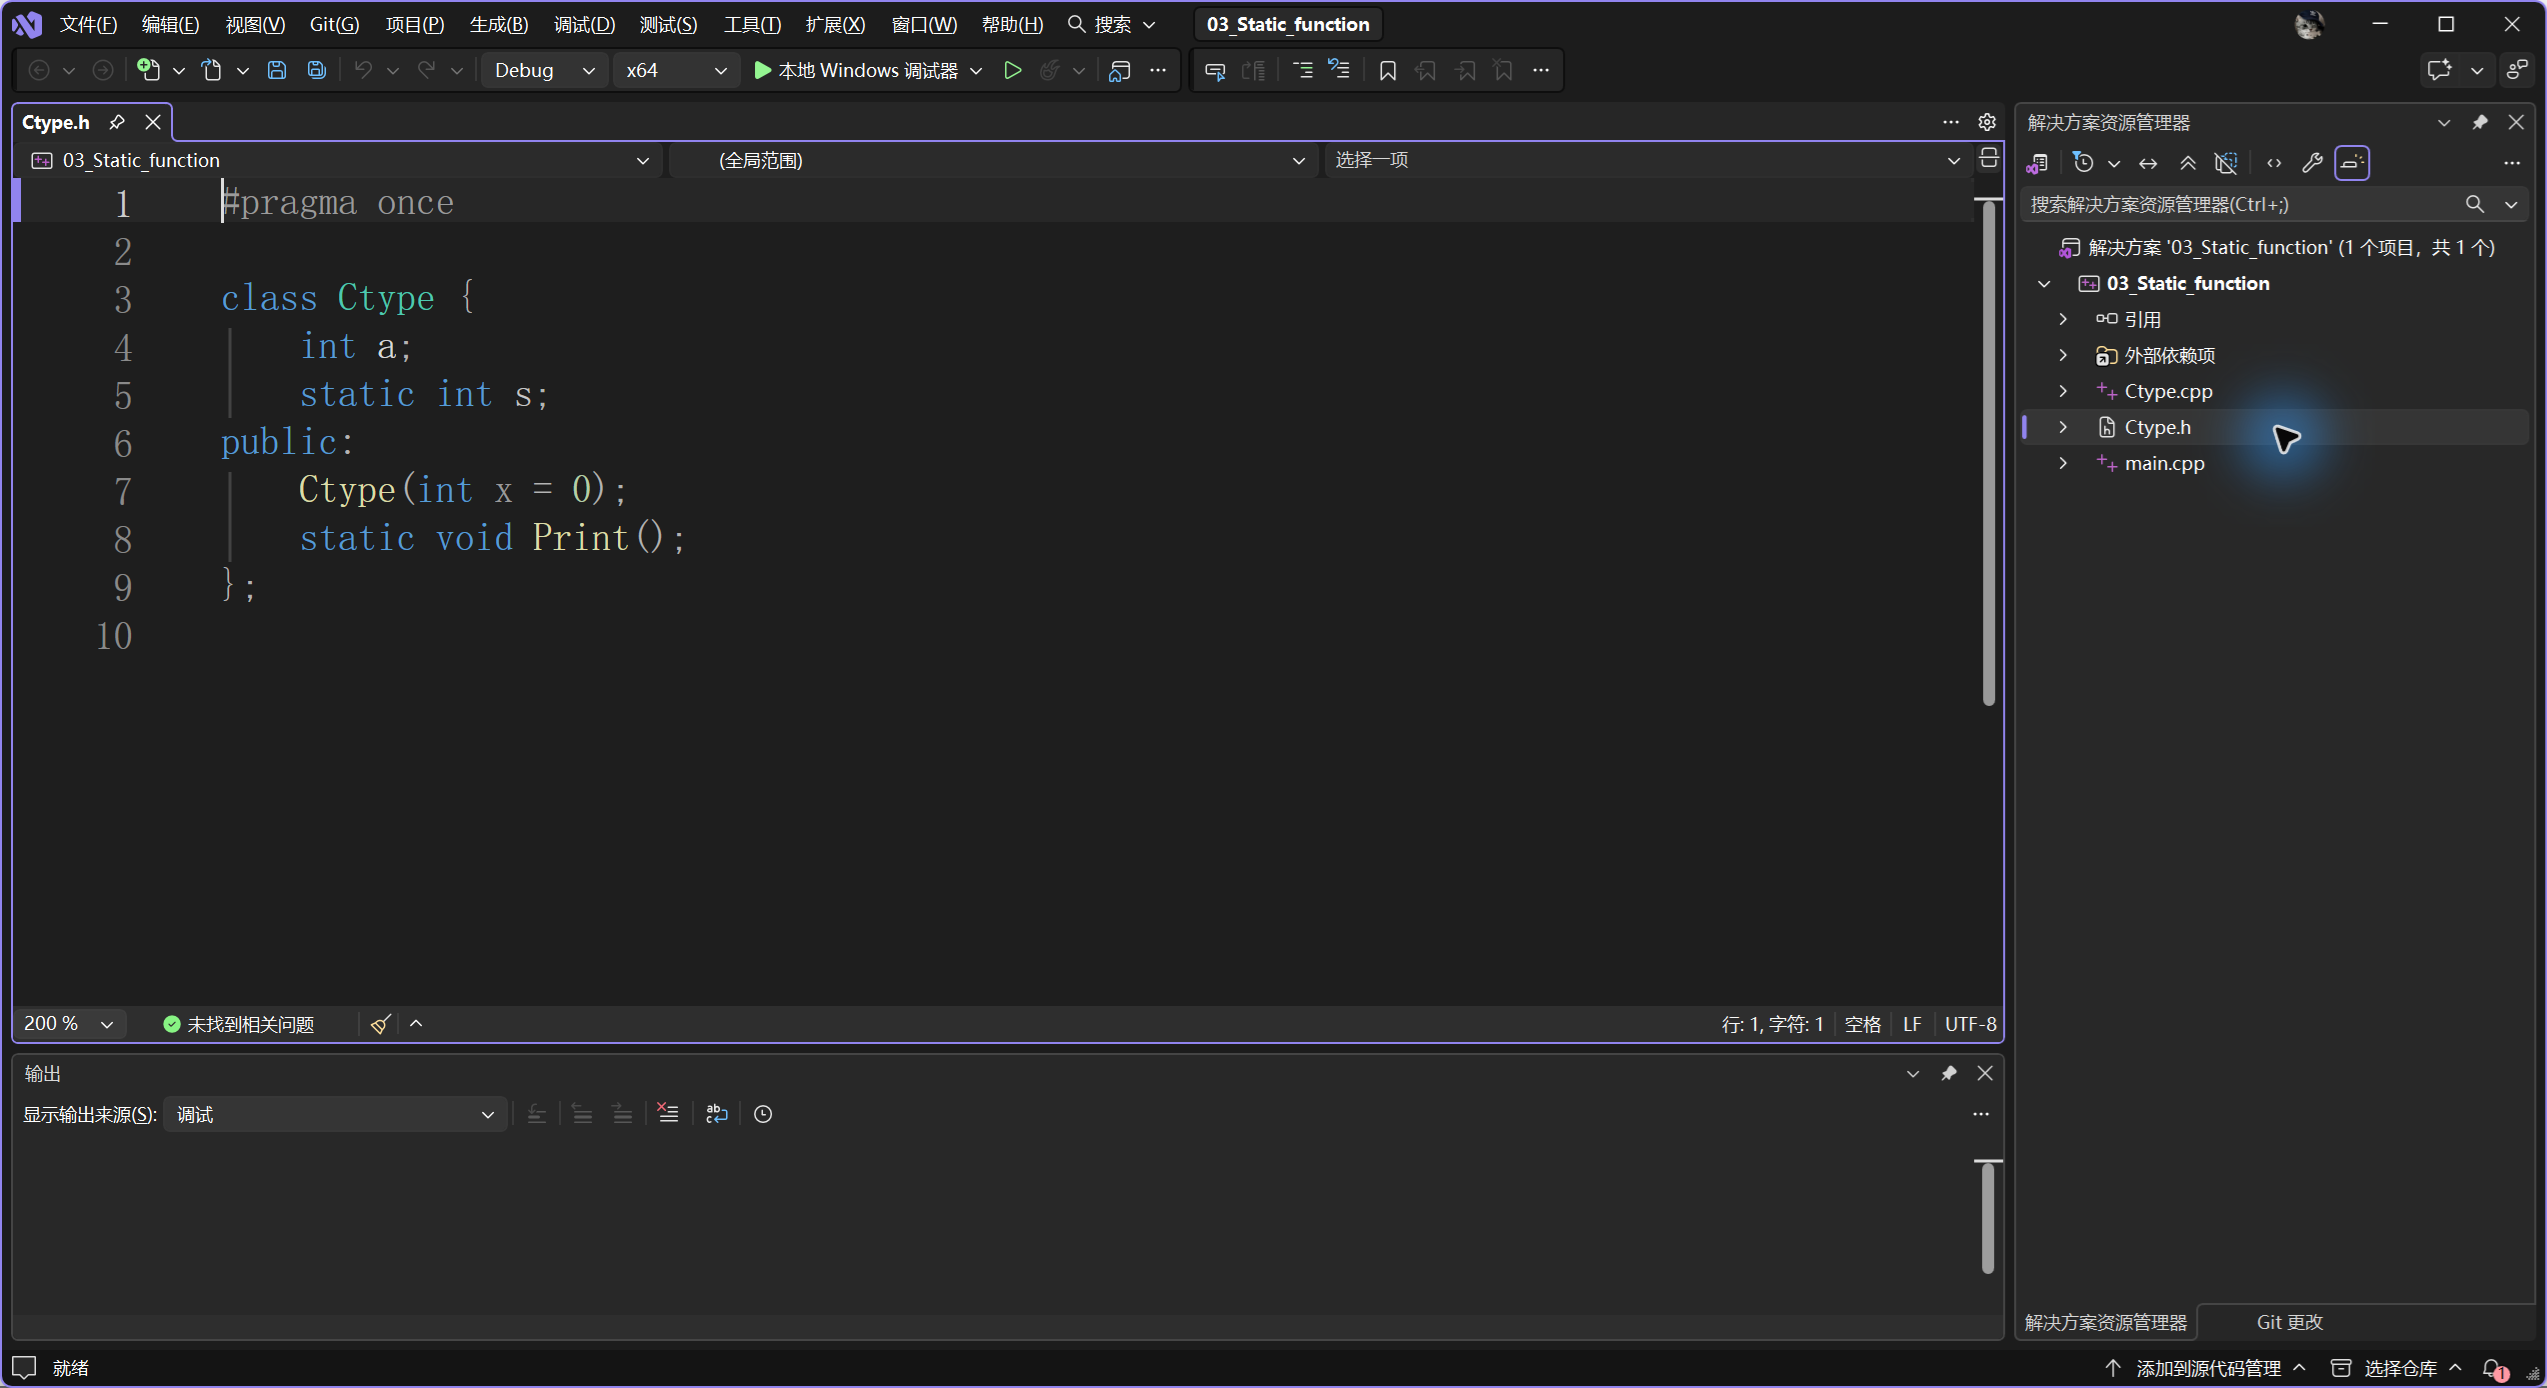 文件(F) 编辑(E) 视图(V) Git(G) 项目(P) 生成(B) 调试(D) 测试(S) 工具(T) 扩展(X) 窗口(W) 帮助(H) 搜索 03_Static_function
Debug x64 本地 Windows 调试器
Ctype.h
03_Static_function (全局范围) 选择一项
1 #pragma once
2
3 class Ctype {
4 int a;
5 static int s;
6 public:
7 Ctype(int x = 0);
8 static void Print();
9 };
10
200 % 未找到相关问题 行: 1, 字符: 1 空格 LF UTF-8
输出
显示输出来源(S): 调试
解决方案资源管理器
搜索解决方案资源管理器(Ctrl+;)
解决方案 '03_Static_function' (1 个项目，共 1 个)
03_Static_function
引用
外部依赖项
Ctype.cpp
Ctype.h
main.cpp
解决方案资源管理器 Git 更改
就绪 添加到源代码管理 选择仓库 1